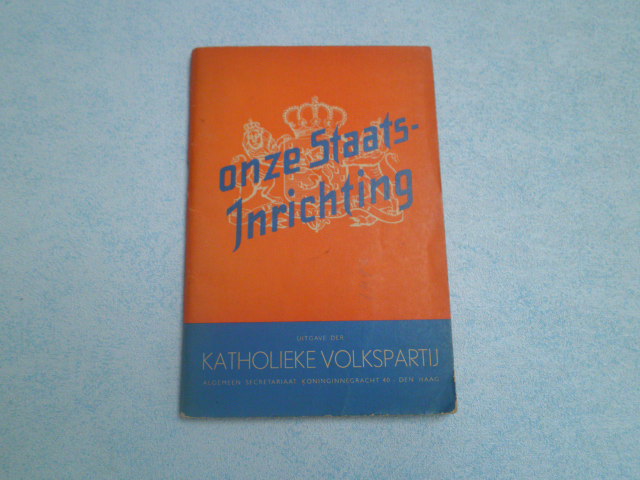 onze Staats-
Inrichting
UITGAVE DER
KATHOLIEKE VOLKSPARTIJ
ALGEMEEN SECRETARIAAT KONINGINNEGRACHT 40 - DEN HAAG